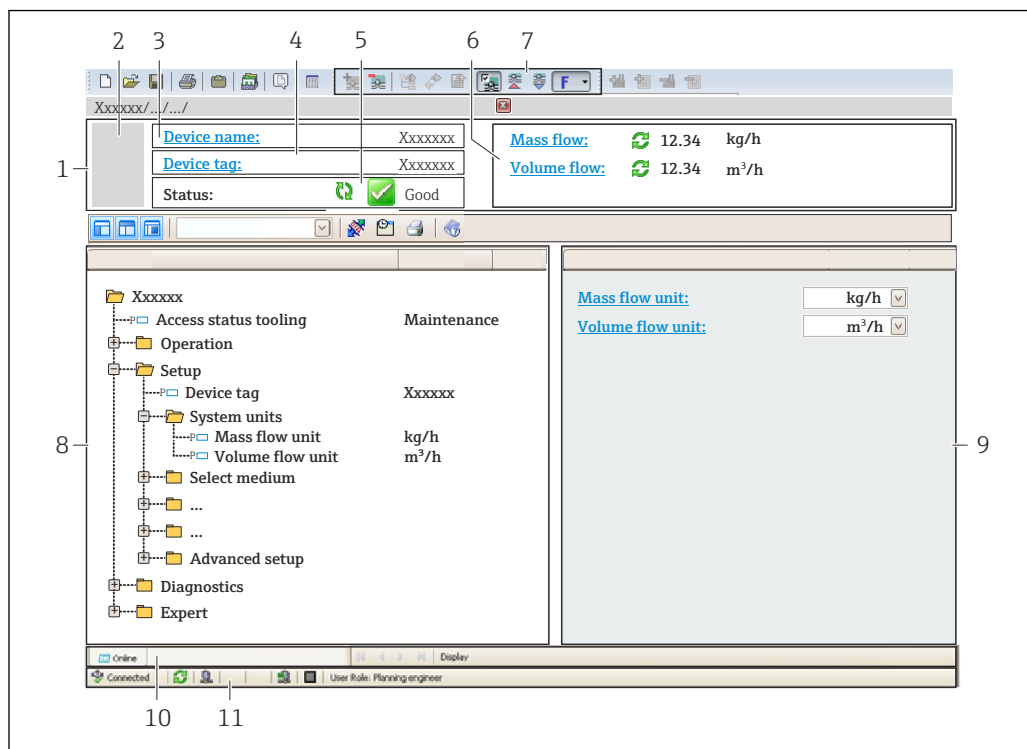 2 3 4 5 6 7
F
Xxxxxx/.../.../
1
Device name: Xxxxxxx
Device tag: Xxxxxxx
Status: Good
Mass flow: 12.34 kg/h
Volume flow: 12.34 m³/h
Xxxxxx
P Access status tooling Maintenance
Operation
Setup
P Device tag Xxxxxx
System units
P Mass flow unit kg/h
P Volume flow unit m³/h
Select medium
...
...
Advanced setup
Diagnostics
Expert
Mass flow unit: kg/h
Volume flow unit: m³/h
8
9
Online
Display
Connected
User Role: Planning engineer
10 11